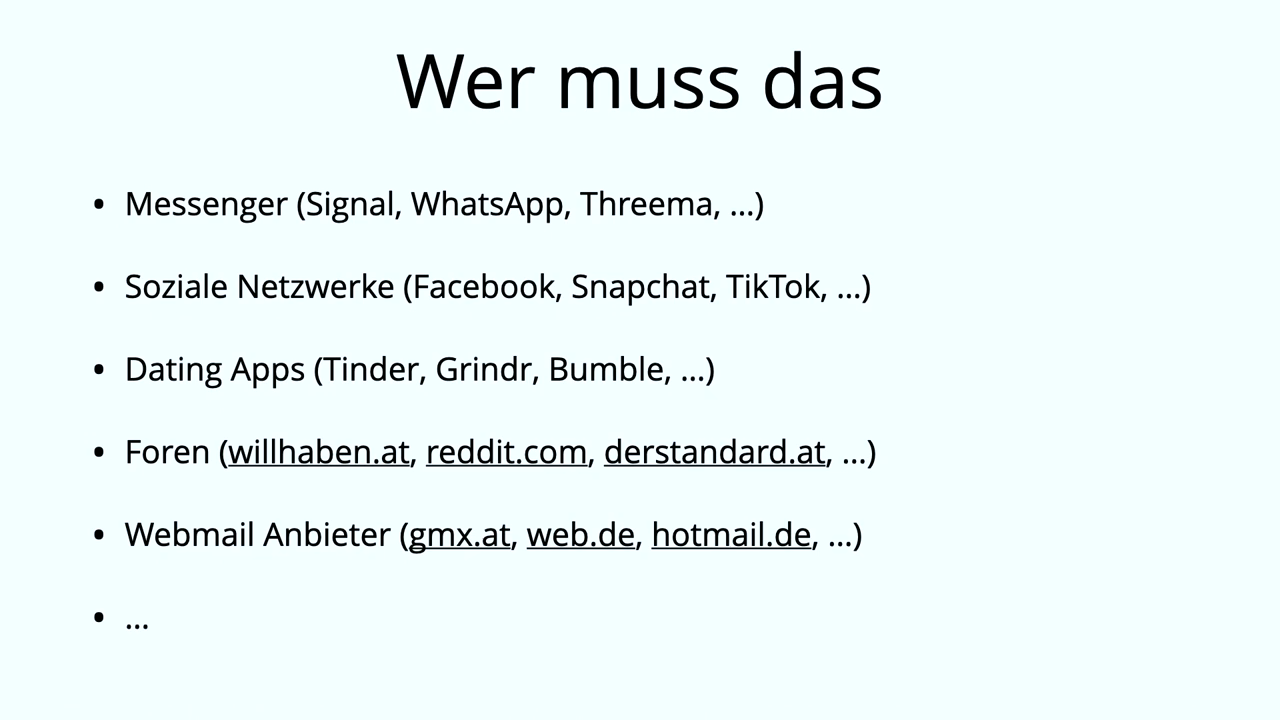 Wer muss das
• Messenger (Signal, WhatsApp, Threema, ...)
• Soziale Netzwerke (Facebook, Snapchat, TikTok, ...)
• Dating Apps (Tinder, Grindr, Bumble, ...)
• Foren (willhaben.at, reddit.com, derstandard.at, ...)
• Webmail Anbieter (gmx.at, web.de, hotmail.de, ...)
• ...